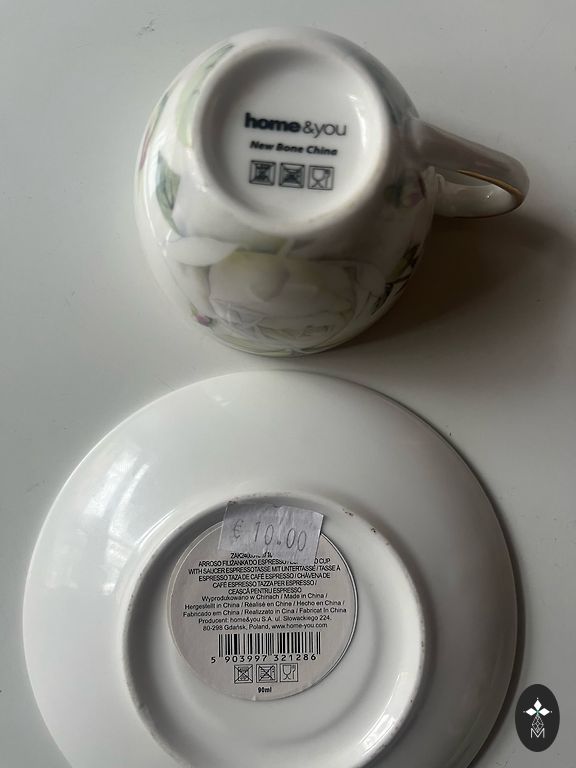 home&you
New Bone China
€ 10.00
ARROSO FILIŻANKA DO ESPRESSO / CUP
WITH SAUCER ESPRESSOTASSE MIT UNTERTASSE / TASSE À
ESPRESSO TAZA DE CAFÉ ESPRESSO / CHÁVENA DE
CAFÉ ESPRESSO TAZZA PER ESPRESSO /
CEAȘCĂ PENTRU ESPRESSO
Wyprodukowano w Chinach / Made in China /
Hergestellt in China / Réalisé en Chine / Hecho en China /
Fabricado em China / Realizzato in Cina / Fabricat în China
Producent: home&you S.A. ul. Słowackiego 224,
80-298 Gdańsk, Poland, www.home-you.com
5 903997 321286
90ml
M